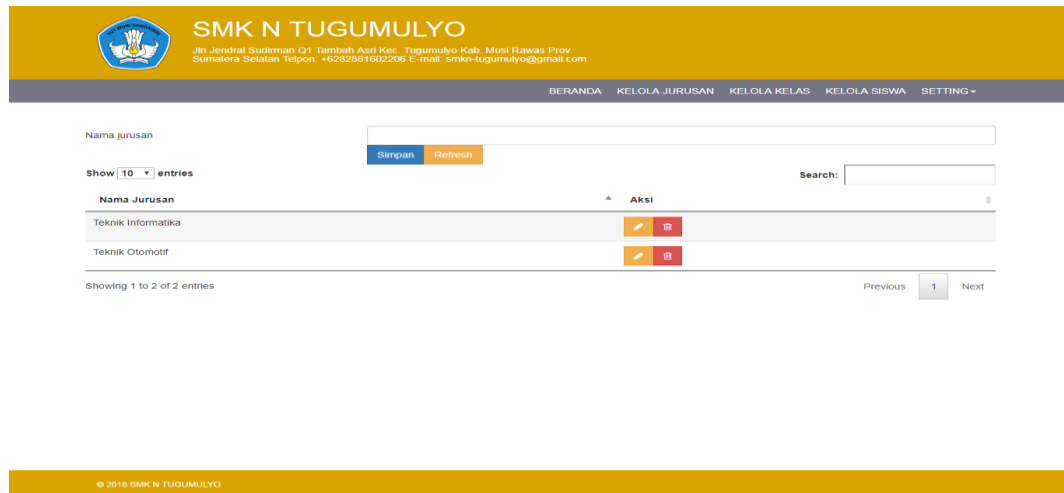 TUT WURI HANDAYANI
SMK N TUGUMULYO
Jln Jendral Sudirman Q1 Tambah Asri Kec. Tugumulyo Kab. Musi Rawas Prov.
Sumatera Selatan Telpon: +6282881602206 E-mail: smkn-tugumulyo@gmail.com
BERANDA KELOLA JURUSAN KELOLA KELAS KELOLA SISWA SETTING
Nama jurusan
Simpan Refresh
Show 10 entries Search:
Nama Jurusan Aksi
Teknik Informatika
Teknik Otomotif
Showing 1 to 2 of 2 entries Previous 1 Next
© 2018 SMK N TUGUMULYO